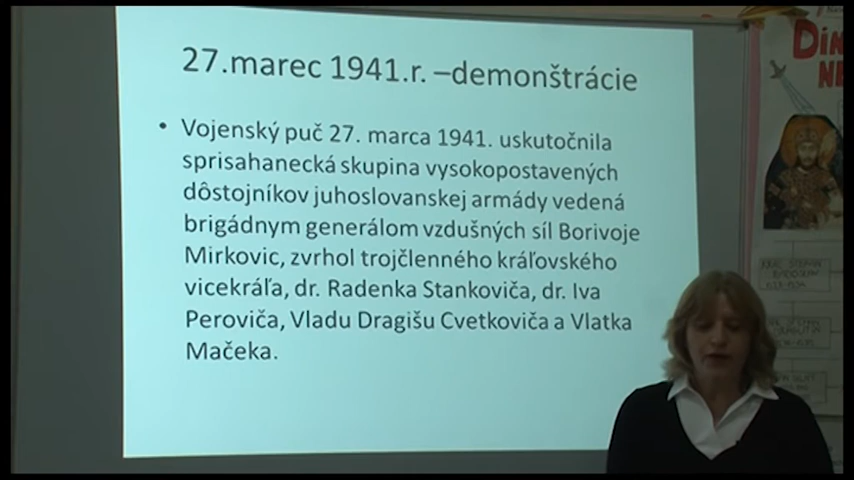 27.marec 1941.r. –demonštrácie
• Vojenský puč 27. marca 1941. uskutočnila
sprisahanecká skupina vysokopostavených
dôstojníkov juhoslovanskej armády vedená
brigádnym generálom vzdušných síl Borivoje
Mirkovic, zvrhol trojčlenného kráľovského
vicekráľa, dr. Radenka Stankoviča, dr. Iva
Peroviča, Vladu Dragišu Cvetkoviča a Vlatka
Mačeka.